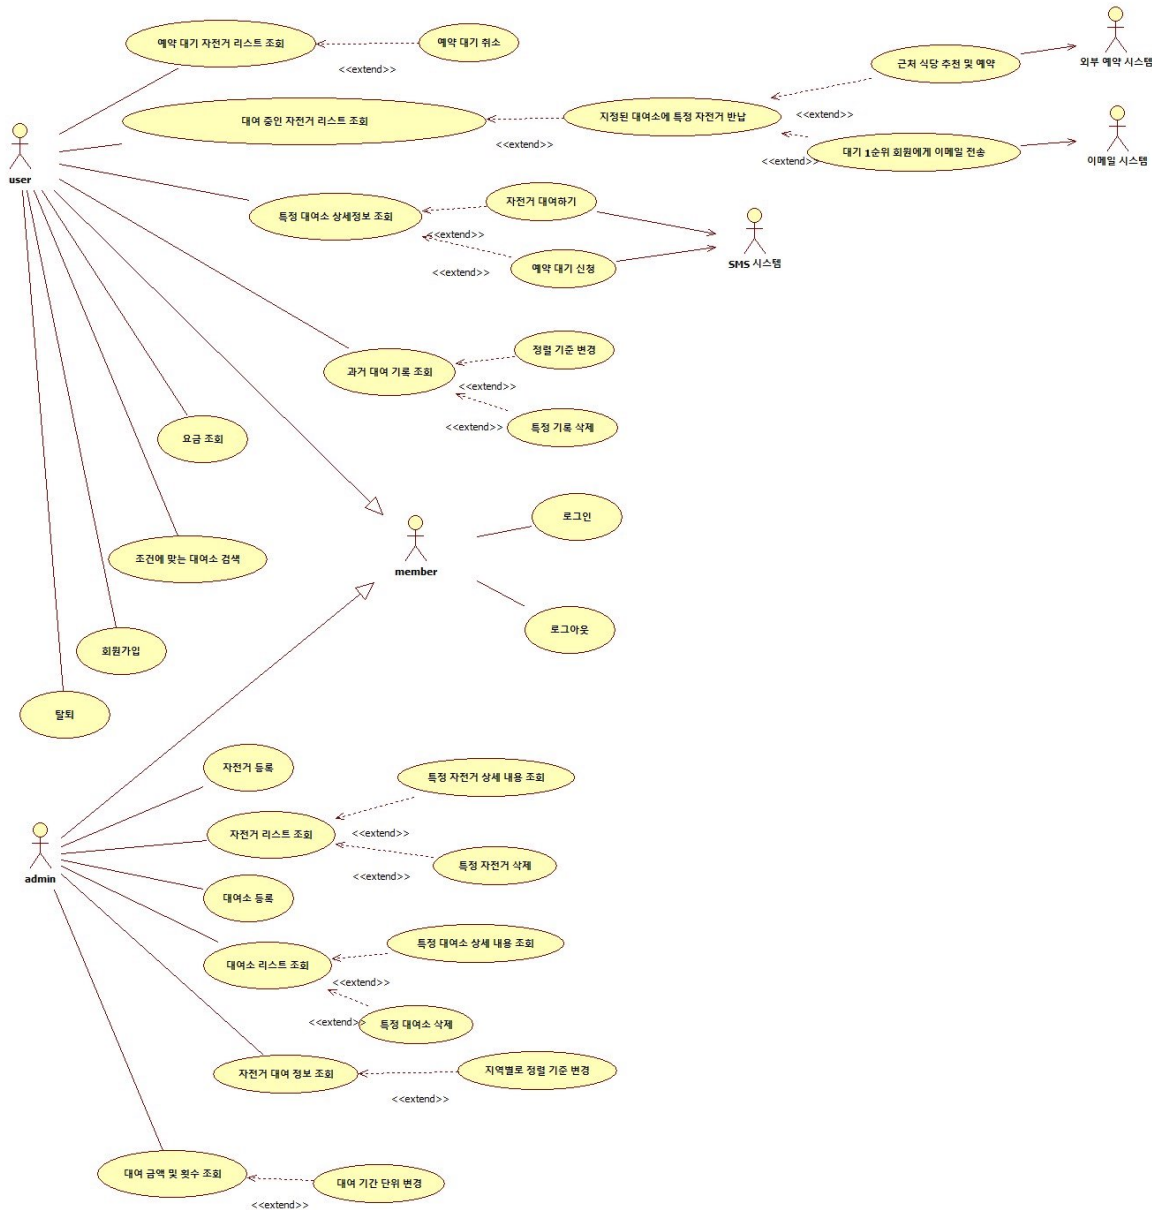 예약 대기 자전거 리스트 조회
예약 대기 취소
<<extend>>
근처 식당 추천 및 예약
외부 예약 시스템
대여 중인 자전거 리스트 조회
지정된 대여소에 특정 자전거 반납
<<extend>>
<<extend>>
<<extend>>
대기 1순위 회원에게 이메일 전송
이메일 시스템
user
특정 대여소 상세정보 조회
자전거 대여하기
<<extend>>
<<extend>>
예약 대기 신청
SMS 시스템
과거 대여 기록 조회
정렬 기준 변경
<<extend>>
<<extend>>
특정 기록 삭제
요금 조회
로그인
조건에 맞는 대여소 검색
member
로그아웃
회원가입
탈퇴
자전거 등록
특정 자전거 상세 내용 조회
자전거 리스트 조회
<<extend>>
특정 자전거 삭제
<<extend>>
admin
대여소 등록
특정 대여소 상세 내용 조회
대여소 리스트 조회
<<extend>>
<<extend>>
특정 대여소 삭제
자전거 대여 정보 조회
지역별로 정렬 기준 변경
<<extend>>
대여 금액 및 횟수 조회
대여 기간 단위 변경
<<extend>>